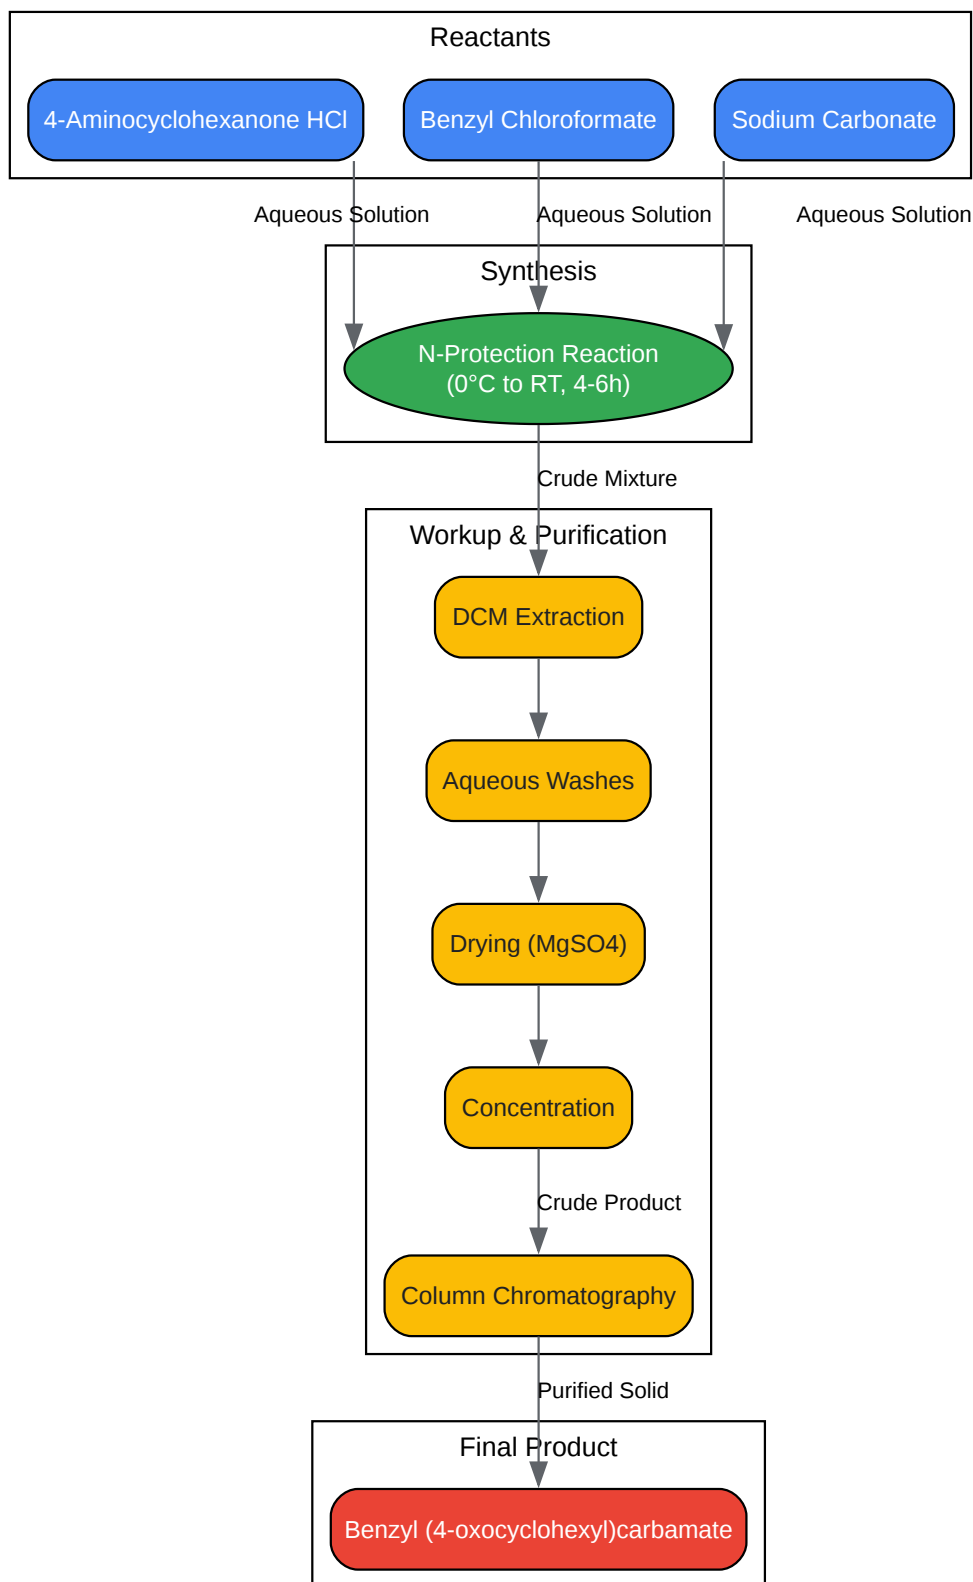 Reactants
4-Aminocyclohexanone HCl
Benzyl Chloroformate
Sodium Carbonate
Aqueous Solution
Aqueous Solution
Aqueous Solution
Synthesis
N-Protection Reaction
(0°C to RT, 4-6h)
Crude Mixture
Workup & Purification
DCM Extraction
Aqueous Washes
Drying (MgSO4)
Concentration
Crude Product
Column Chromatography
Purified Solid
Final Product
Benzyl (4-oxocyclohexyl)carbamate